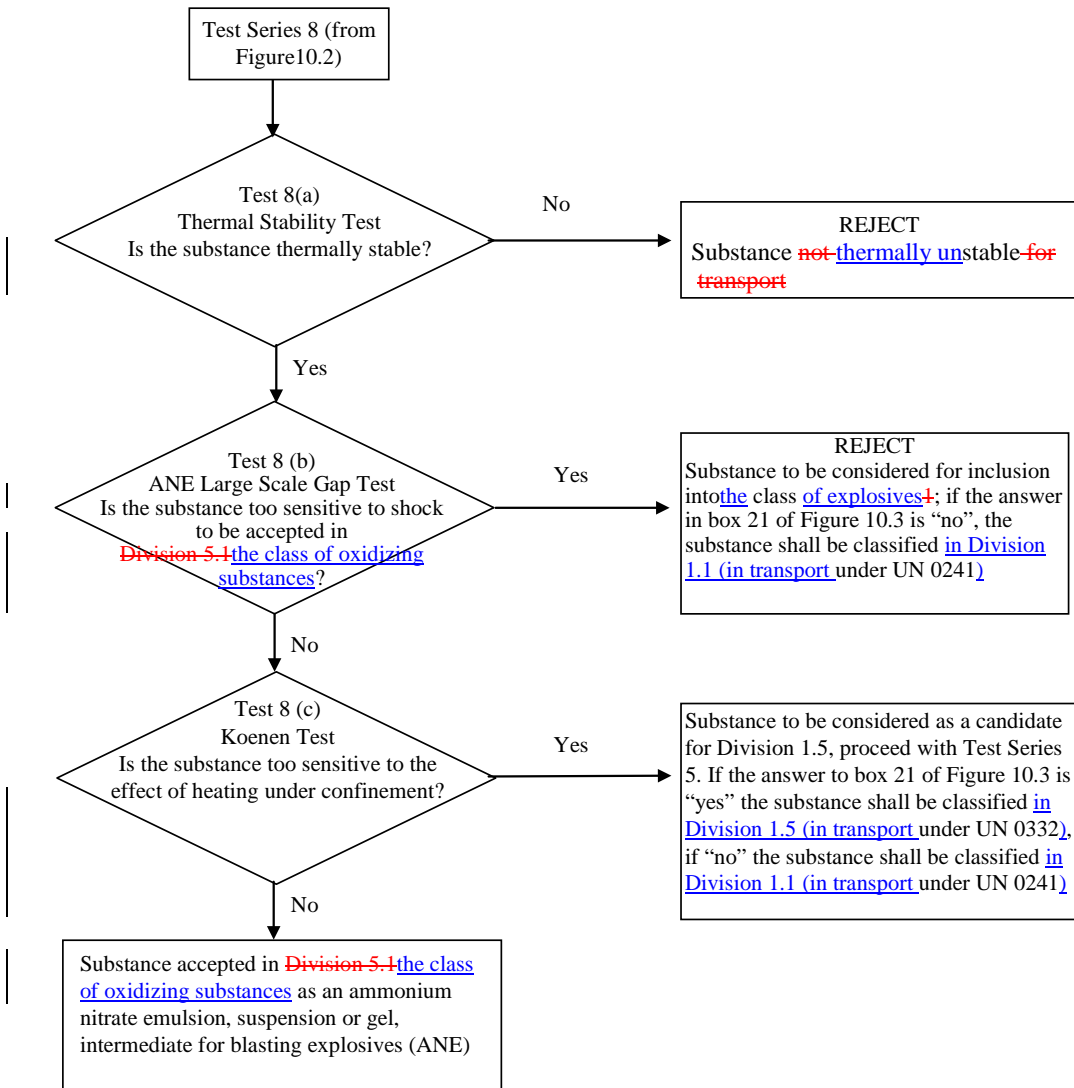 Test Series 8 (from
Figure10.2)
Test 8(a)
Thermal Stability Test
Is the substance thermally stable?
No
REJECT
Substance not thermally unstable for
transport
Yes
Test 8 (b)
ANE Large Scale Gap Test
Is the substance too sensitive to shock
to be accepted in
Division 5.1the class of oxidizing
substances?
Yes
REJECT
Substance to be considered for inclusion
intothe class of explosives1; if the answer
in box 21 of Figure 10.3 is “no”, the
substance shall be classified in Division
1.1 (in transport under UN 0241)
No
Test 8 (c)
Koenen Test
Is the substance too sensitive to the
effect of heating under confinement?
Yes
Substance to be considered as a candidate
for Division 1.5, proceed with Test Series
5. If the answer to box 21 of Figure 10.3 is
“yes” the substance shall be classified in
Division 1.5 (in transport under UN 0332),
if “no” the substance shall be classified in
Division 1.1 (in transport under UN 0241)
No
Substance accepted in Division 5.1the class
of oxidizing substances as an ammonium
nitrate emulsion, suspension or gel,
intermediate for blasting explosives (ANE)